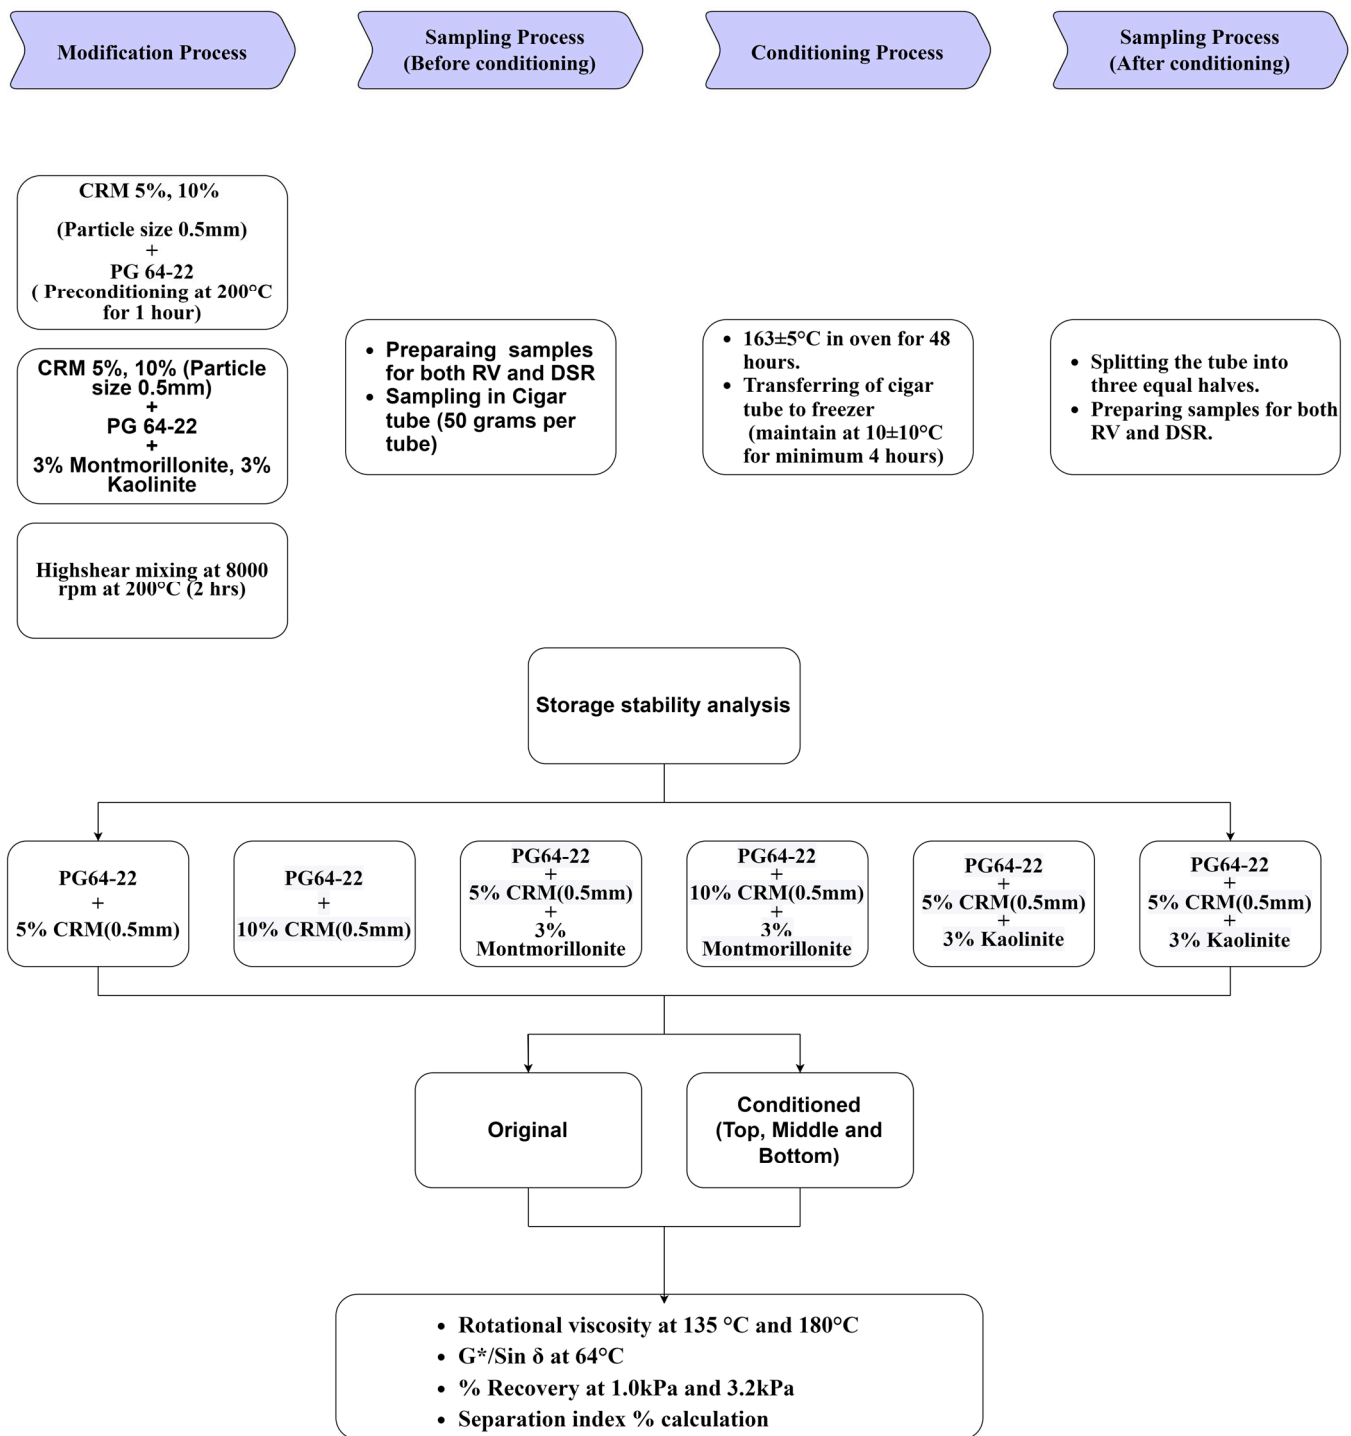 Modification Process
Sampling Process
(Before conditioning)
Conditioning Process
Sampling Process
(After conditioning)
CRM 5%, 10%
(Particle size 0.5mm)
+
PG 64-22
( Preconditioning at 200°C
for 1 hour)
CRM 5%, 10% (Particle
size 0.5mm)
+
PG 64-22
+
3% Montmorillonite, 3%
Kaolinite
Highshear mixing at 8000
rpm at 200°C (2 hrs)
• Preparaing samples
for both RV and DSR
• Sampling in Cigar
tube (50 grams per
tube)
• 163±5°C in oven for 48
hours.
• Transferring of cigar
tube to freezer
(maintain at 10±10°C
for minimum 4 hours)
• Splitting the tube into
three equal halves.
• Preparing samples for both
RV and DSR.
Storage stability analysis
PG64-22
+
5% CRM(0.5mm)
PG64-22
+
10% CRM(0.5mm)
PG64-22
+
5% CRM(0.5mm)
+
3%
Montmorillonite
PG64-22
+
10% CRM(0.5mm)
+
3%
Montmorillonite
PG64-22
+
5% CRM(0.5mm)
+
3% Kaolinite
PG64-22
+
5% CRM(0.5mm)
+
3% Kaolinite
Original
Conditioned
(Top, Middle and
Bottom)
• Rotational viscosity at 135 °C and 180°C
• G*/Sin δ at 64°C
• % Recovery at 1.0kPa and 3.2kPa
• Separation index % calculation